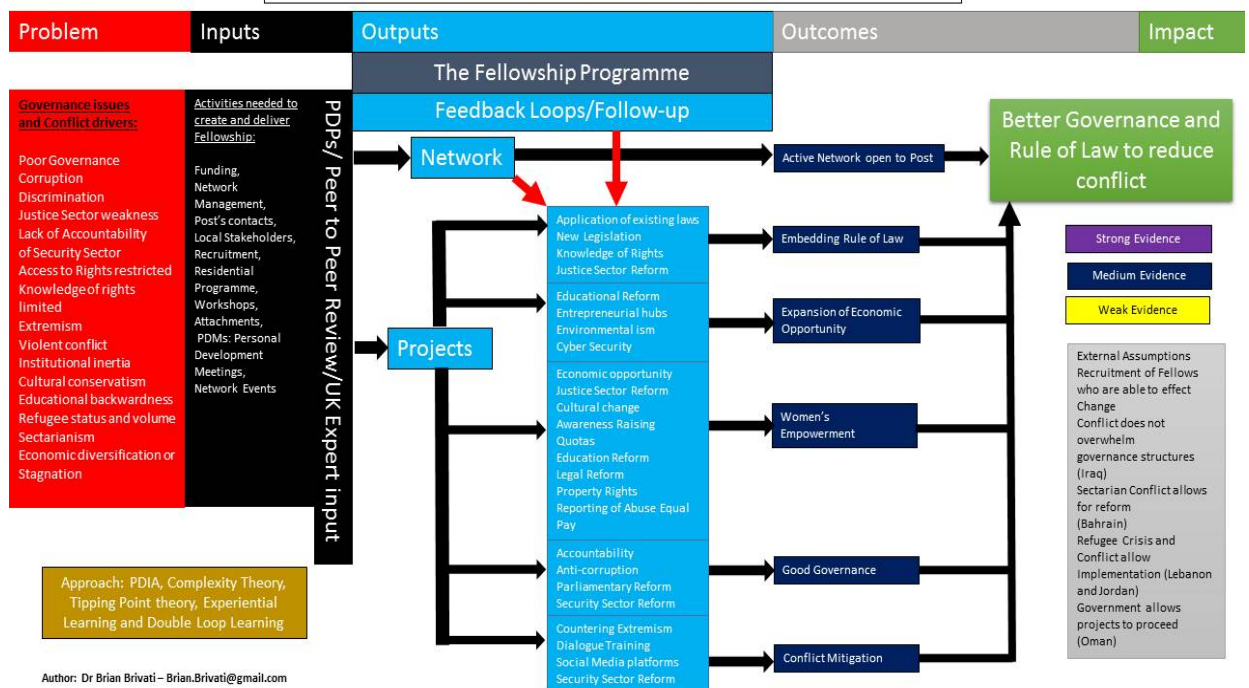 Problem
Inputs
Outputs
Outcomes
Impact
The Fellowship Programme
Feedback Loops/Follow-up
Governance issues
and Conflict drivers:
Poor Governance
Corruption
Discrimination
Justice Sector weakness
Lack of Accountability
of Security Sector
Access to Rights restricted
Knowledge of rights
limited
Extremism
Violent conflict
Institutional inertia
Cultural conservatism
Educational backwardness
Refugee status and volume
Sectarianism
Economic diversification or
Stagnation
Activities needed to
create and deliver
Fellowship:
Funding,
Network
Management,
Post's contacts,
Local Stakeholders,
Recruitment,
Residential
Programme,
Workshops,
Attachments,
PDMs: Personal
Development
Meetings,
Network Events
PDPs/ Peer to Peer Review/UK Expert input
Network
Projects
Application of existing laws
New Legislation
Knowledge of Rights
Justice Sector Reform
Educational Reform
Entrepreneurial hubs
Environmental ism
Cyber Security
Economic opportunity
Justice Sector Reform
Cultural change
Awareness Raising
Quotas
Education Reform
Legal Reform
Property Rights
Reporting of Abuse Equal
Pay
Accountability
Anti-corruption
Parliamentary Reform
Security Sector Reform
Countering Extremism
Dialogue Training
Social Media platforms
Security Sector Reform
Active Network open to Post
Embedding Rule of Law
Expansion of Economic
Opportunity
Women's
Empowerment
Good Governance
Conflict Mitigation
Better Governance and
Rule of Law to reduce
conflict
Strong Evidence
Medium Evidence
Weak Evidence
External Assumptions
Recruitment of Fellows
who are able to effect
Change
Conflict does not
overwhelm
governance structures
(Iraq)
Sectarian Conflict allows
for reform
(Bahrain)
Refugee Crisis and
Conflict allow
Implementation (Lebanon
and Jordan)
Government allows
projects to proceed
(Oman)
Approach: PDIA, Complexity Theory,
Tipping Point theory, Experiential
Learning and Double Loop Learning
Author: Dr Brian Brivati – Brian.Brivati@gmail.com